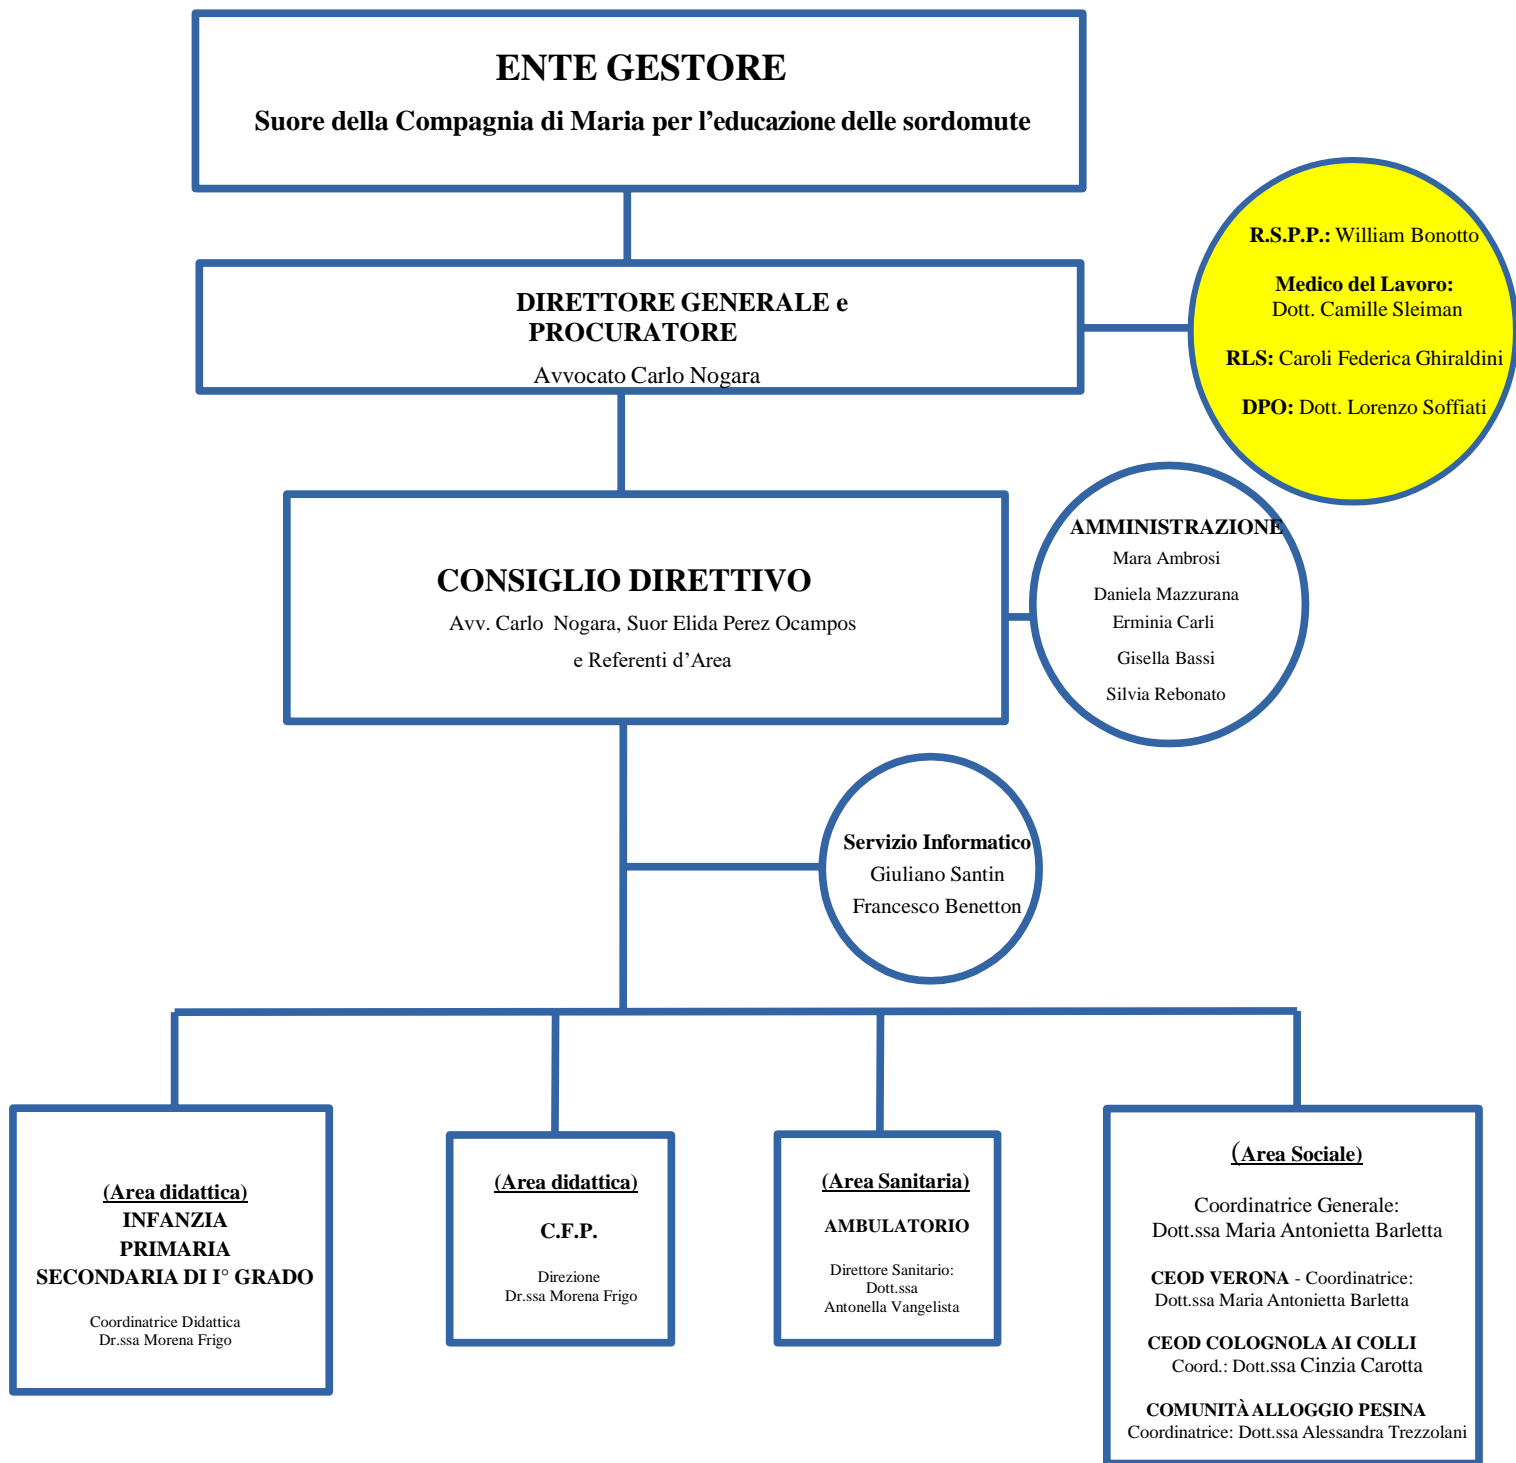 ENTE GESTORE
Suore della Compagnia di Maria per l’educazione delle sordomute
DIRETTORE GENERALE e
PROCURATORE
Avvocato Carlo Nogara
R.S.P.P.: William Bonotto
Medico del Lavoro:
Dott. Camille Sleiman
RLS: Caroli Federica Ghiraldini
DPO: Dott. Lorenzo Soffiati
CONSIGLIO DIRETTIVO
Avv. Carlo Nogara, Suor Elida Perez Ocampos
e Referenti d’Area
AMMINISTRAZIONE
Mara Ambrosi
Daniela Mazzurana
Erminia Carli
Gisella Bassi
Silvia Rebonato
Servizio Informatico
Giuliano Santin
Francesco Benetton
(Area didattica)
INFANZIA
PRIMARIA
SECONDARIA DI I° GRADO
Coordinatrice Didattica
Dr.ssa Morena Frigo
(Area didattica)
C.F.P.
Direzione
Dr.ssa Morena Frigo
(Area Sanitaria)
AMBULATORIO
Direttore Sanitario:
Dott.ssa
Antonella Vangelista
(Area Sociale)
Coordinatrice Generale:
Dott.ssa Maria Antonietta Barletta
CEOD VERONA - Coordinatrice:
Dott.ssa Maria Antonietta Barletta
CEOD COLOGNOLA AI COLLI
Coord.: Dott.ssa Cinzia Carotta
COMUNITÀ ALLOGGIO PESINA
Coordinatrice: Dott.ssa Alessandra Trezzolani